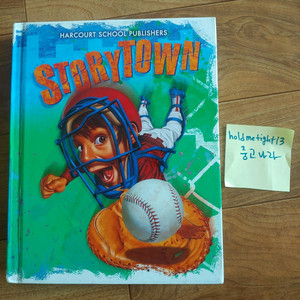 HARCOURT SCHOOL PUBLISHERS
STORYTOWN
holdmetight13
중고나라